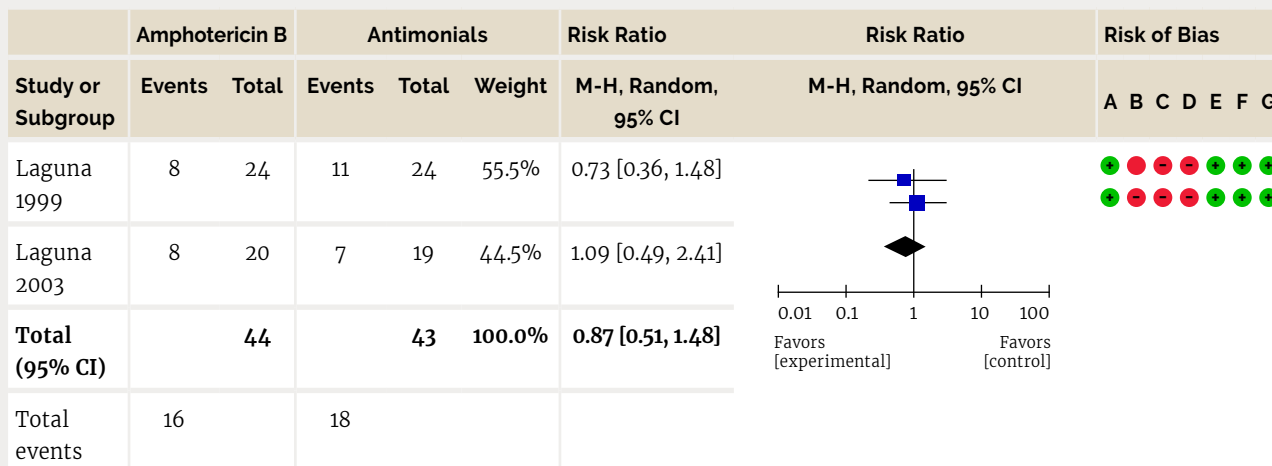 Amphotericin B Antimonials Risk Ratio Risk Ratio Risk of Bias
Study or Subgroup Events Total Events Total Weight M-H, Random, 95% CI M-H, Random, 95% CI A B C D E F G
Laguna 1999 8 24 11 24 55.5% 0.73 [0.36, 1.48]
Laguna 2003 8 20 7 19 44.5% 1.09 [0.49, 2.41]
Total (95% CI) 44 43 100.0% 0.87 [0.51, 1.48]
Total events 16 18
0.01 0.1 1 10 100
Favors [experimental] Favors [control]